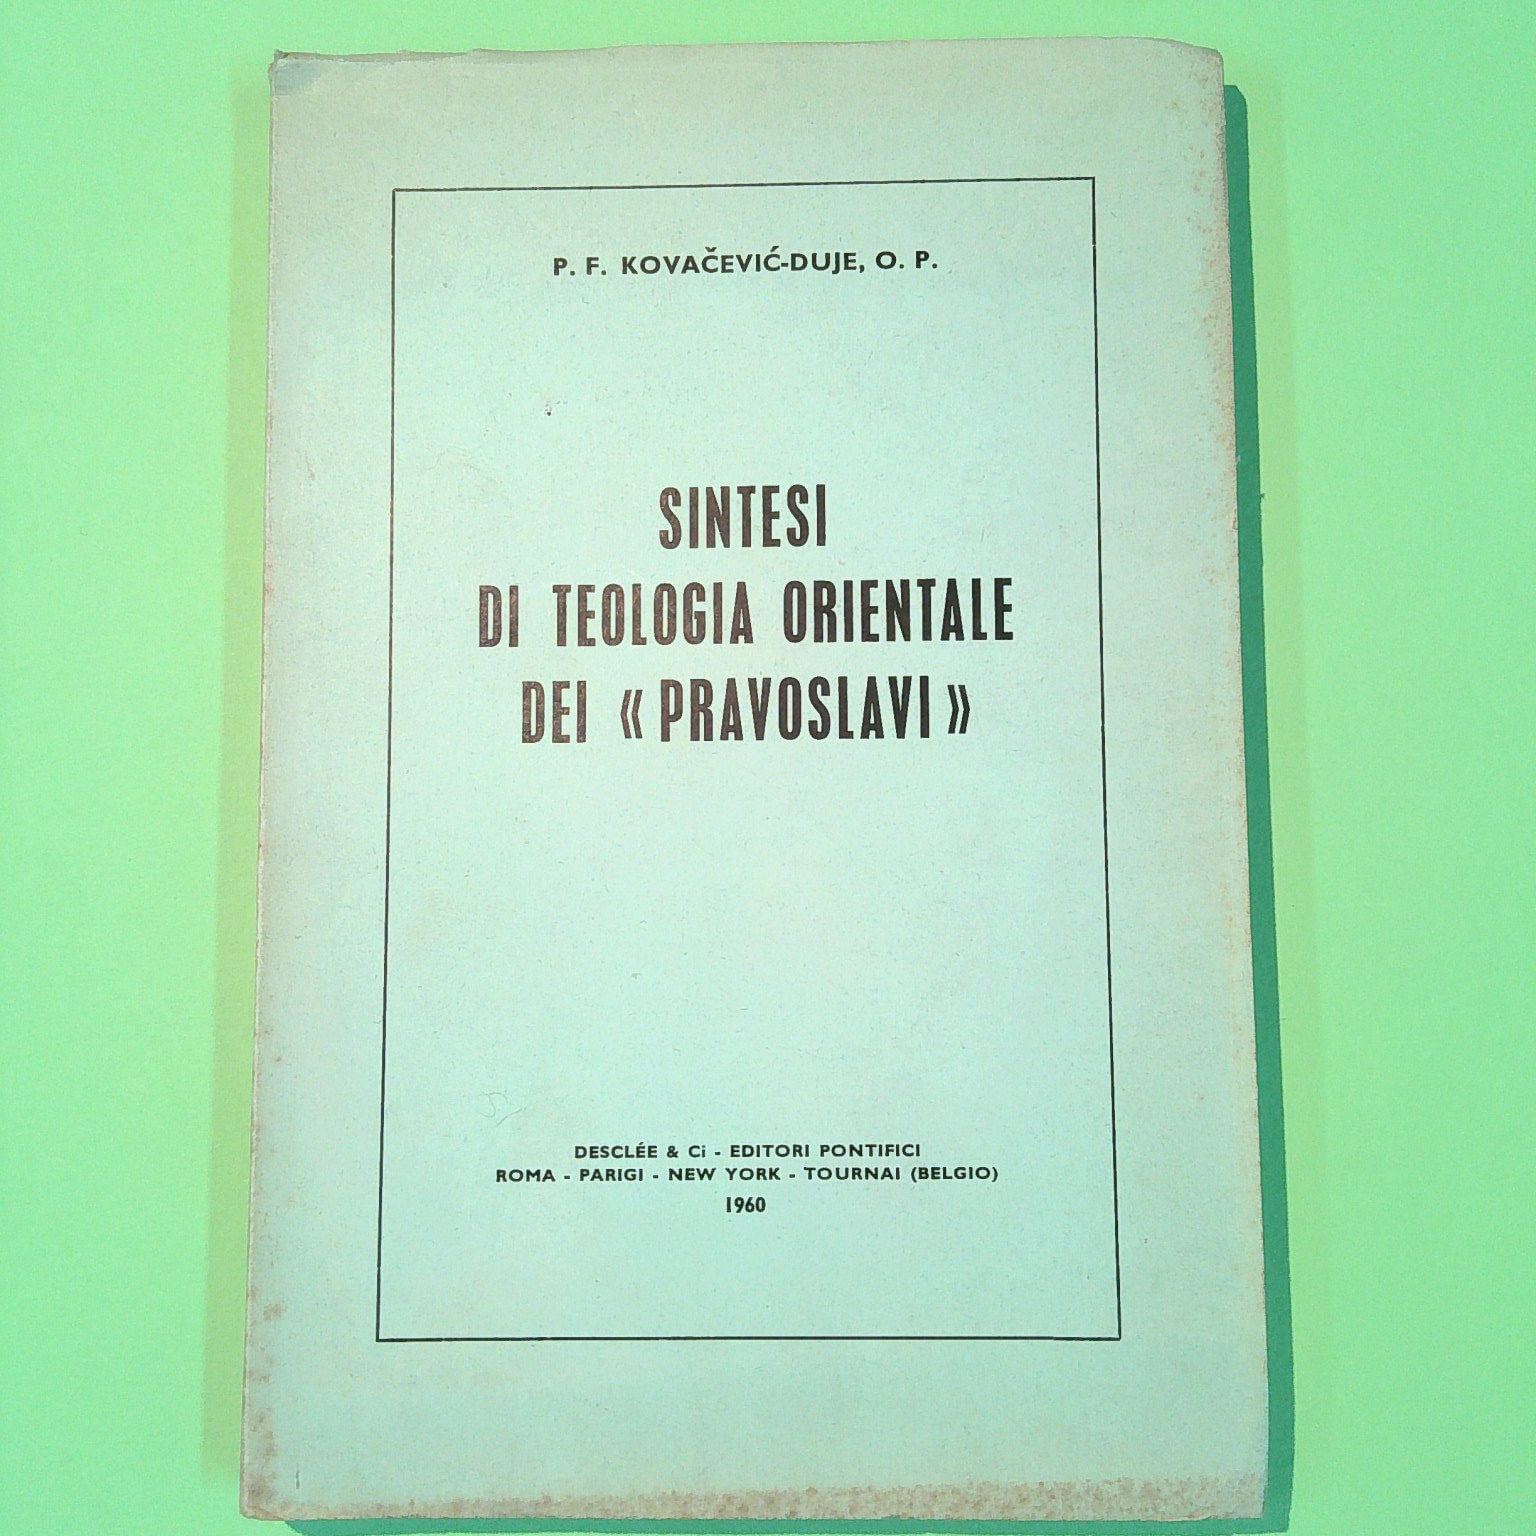 P. F. KOVAČEVIĆ-DUJE, O. P.
SINTESI
DI TEOLOGIA ORIENTALE
DEI « PRAVOSLAVI »
DESCLÉE & Ci - EDITORI PONTIFICI
ROMA - PARIGI - NEW YORK - TOURNAI (BELGIO)
1960